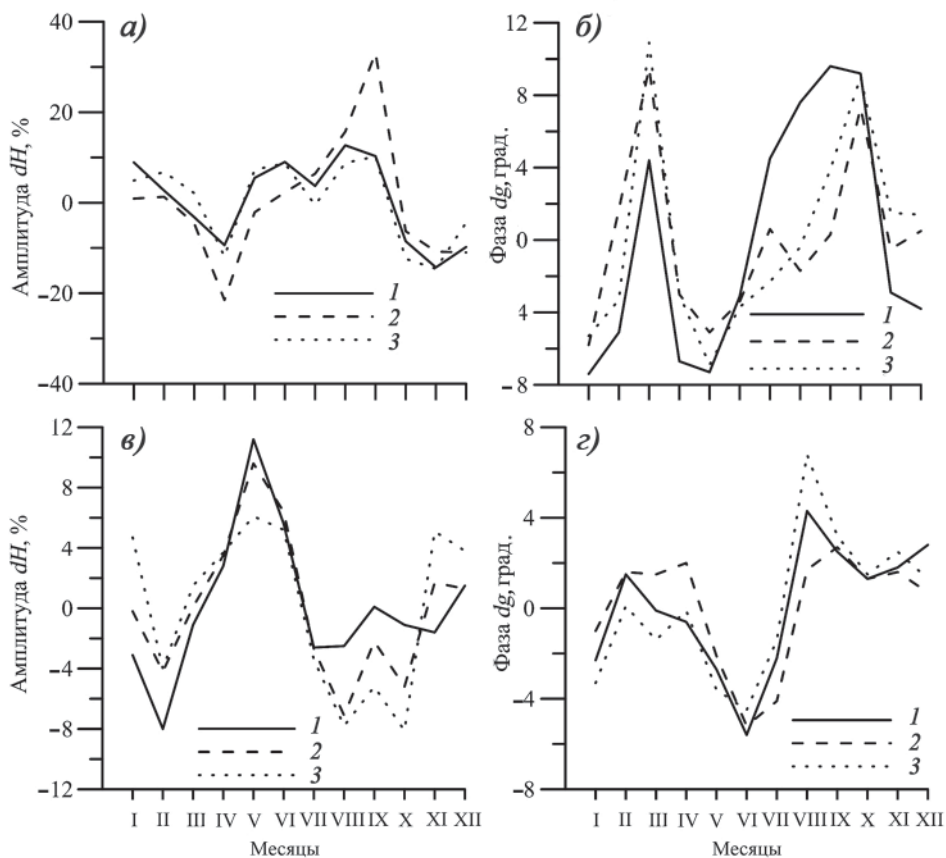 а)
Амплитуда dH, %
40
20
0
−20
−40
1
2
3
б)
Фаза dg, град.
12
8
4
0
4
−8
1
2
3
в)
Амплитуда dH, %
12
8
4
0
−4
−8
−12
1
2
3
I II III IV V VI VII VIII IX X XI XII
Месяцы
г)
Фаза dg, град.
8
4
0
−4
−8
1
2
3
I II III IV V VI VII VIII IX X XI XII
Месяцы